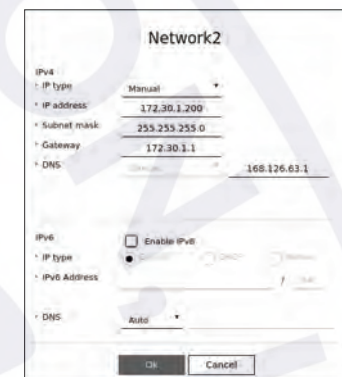 Network2
IPv4
IP type Manual
IP address 172.30.1.200
Subnet mask 255.255.255.0
Gateway 172.30.1.1
DNS 168.126.63.1
IPv6 Enable IPv6
IP type
IPv6 Address /
DNS Auto
Ok Cancel